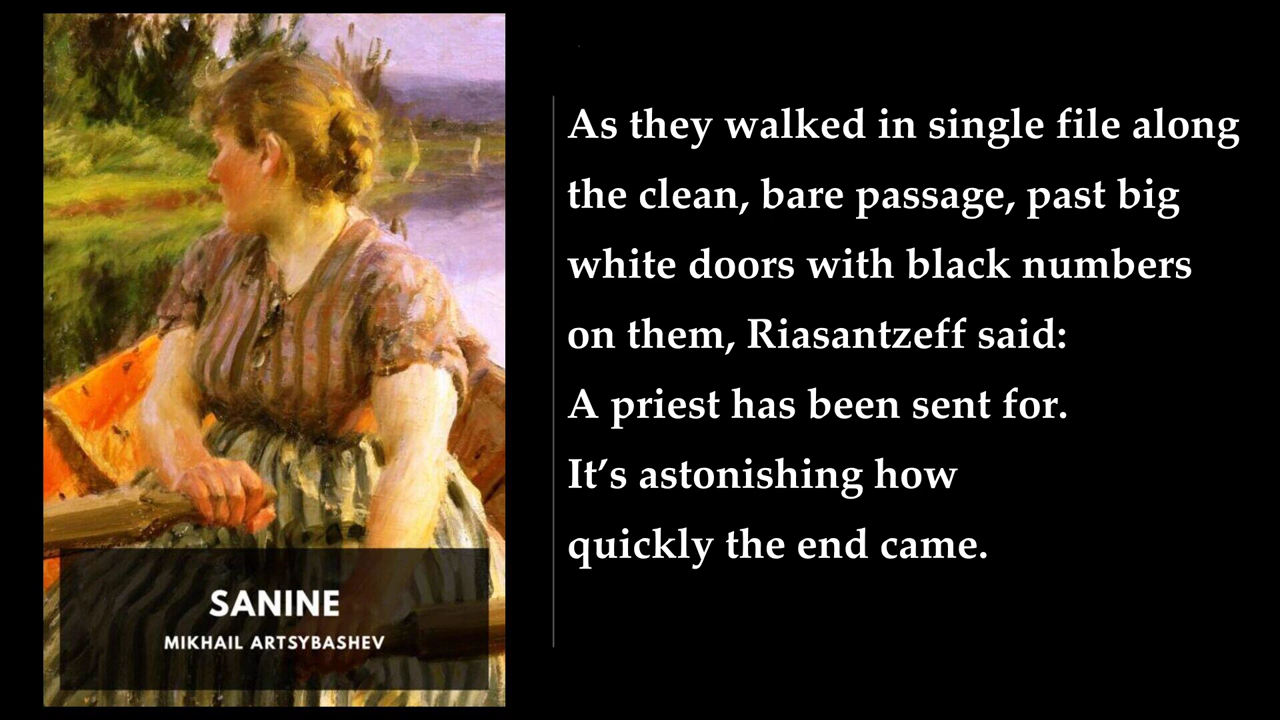 SANINE
MIKHAIL ARTSYBASHEV
As they walked in single file along
the clean, bare passage, past big
white doors with black numbers
on them, Riasantzeff said:
A priest has been sent for.
It’s astonishing how
quickly the end came.